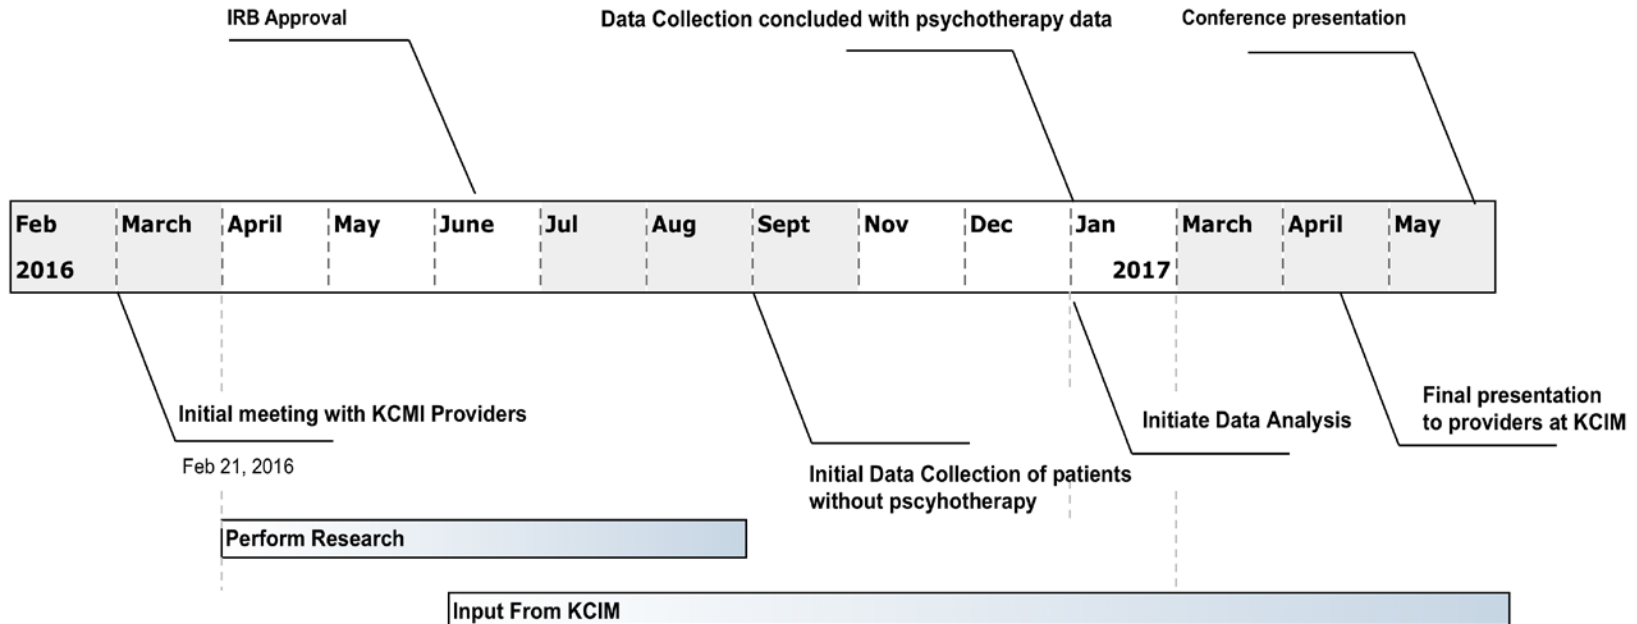 IRB Approval
Data Collection concluded with psychotherapy data
Conference presentation
Feb
March
April
May
June
Jul
Aug
Sept
Nov
Dec
Jan
March
April
May
2016
2017
Initial meeting with KCMI Providers
Feb 21, 2016
Initial Data Collection of patients
without pscyhotherapy
Initiate Data Analysis
Final presentation
to providers at KCIM
Perform Research
Input From KCIM